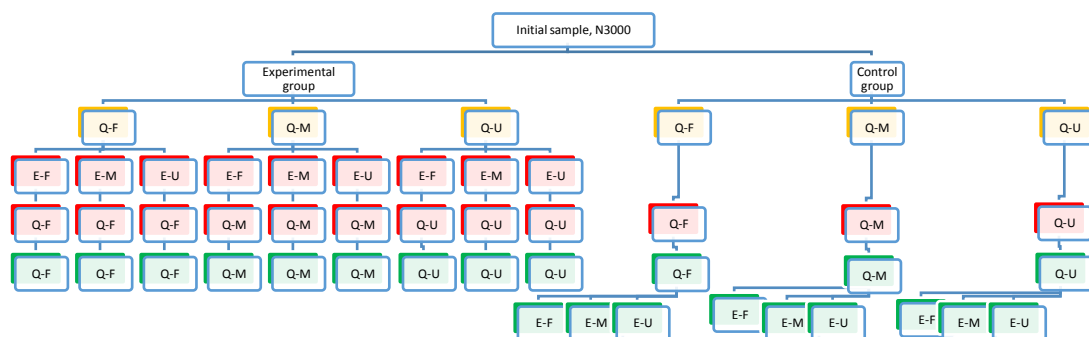 Initial sample, N3000
Experimental
group
Control
group
Q-F
Q-M
Q-U
Q-F
Q-M
Q-U
E-F
E-M
E-U
E-F
E-M
E-U
E-F
E-M
E-U
Q-F
Q-F
Q-F
Q-M
Q-M
Q-M
Q-U
Q-U
Q-U
Q-F
Q-M
Q-U
Q-F
Q-F
Q-F
Q-M
Q-M
Q-M
Q-U
Q-U
Q-U
Q-F
Q-M
Q-U
E-F
E-M
E-U
E-F
E-M
E-U
E-F
E-M
E-U